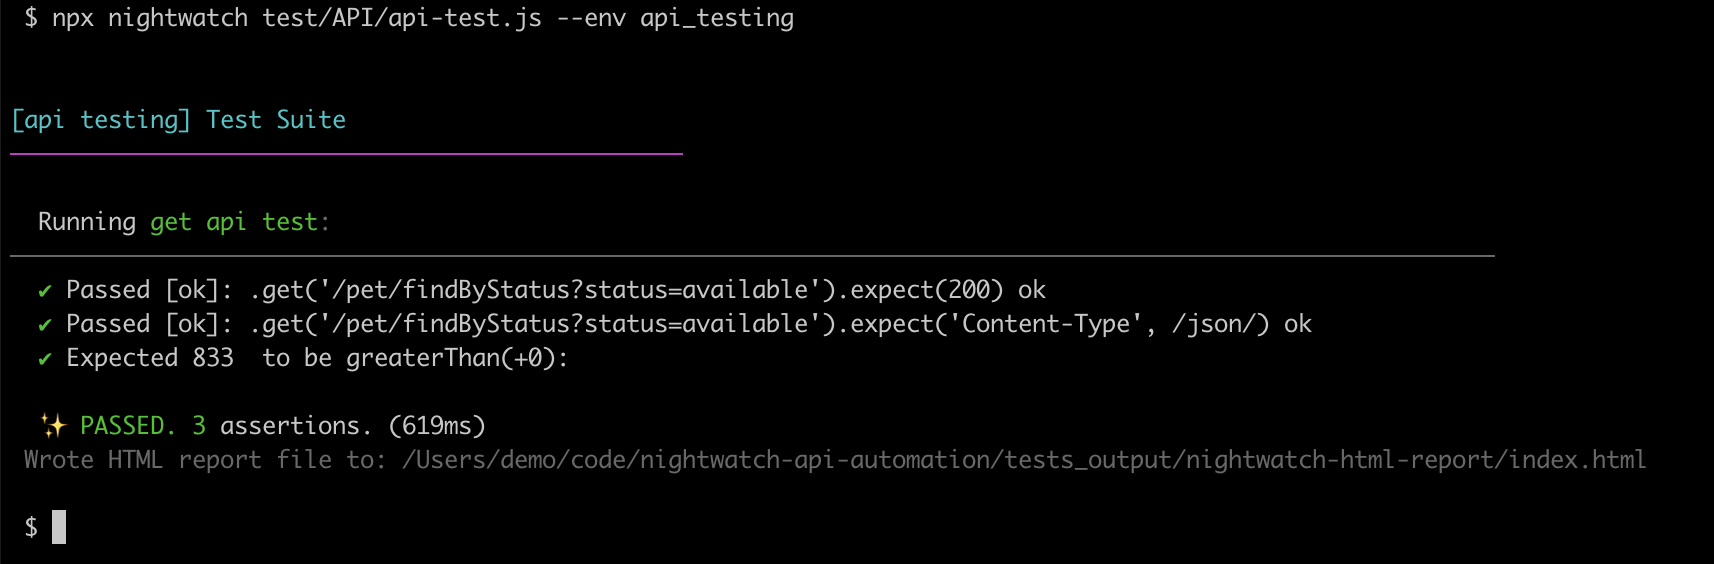 $ npx nightwatch test/API/api-test.js --env api_testing
[api testing] Test Suite
Running get api test:
✔ Passed [ok]: .get('/pet/findByStatus?status=available').expect(200) ok
✔ Passed [ok]: .get('/pet/findByStatus?status=available').expect('Content-Type', /json/) ok
✔ Expected 833  to be greaterThan(+0):
✨ PASSED. 3 assertions. (619ms)
Wrote HTML report file to: /Users/demo/code/nightwatch-api-automation/tests_output/nightwatch-html-report/index.html
$